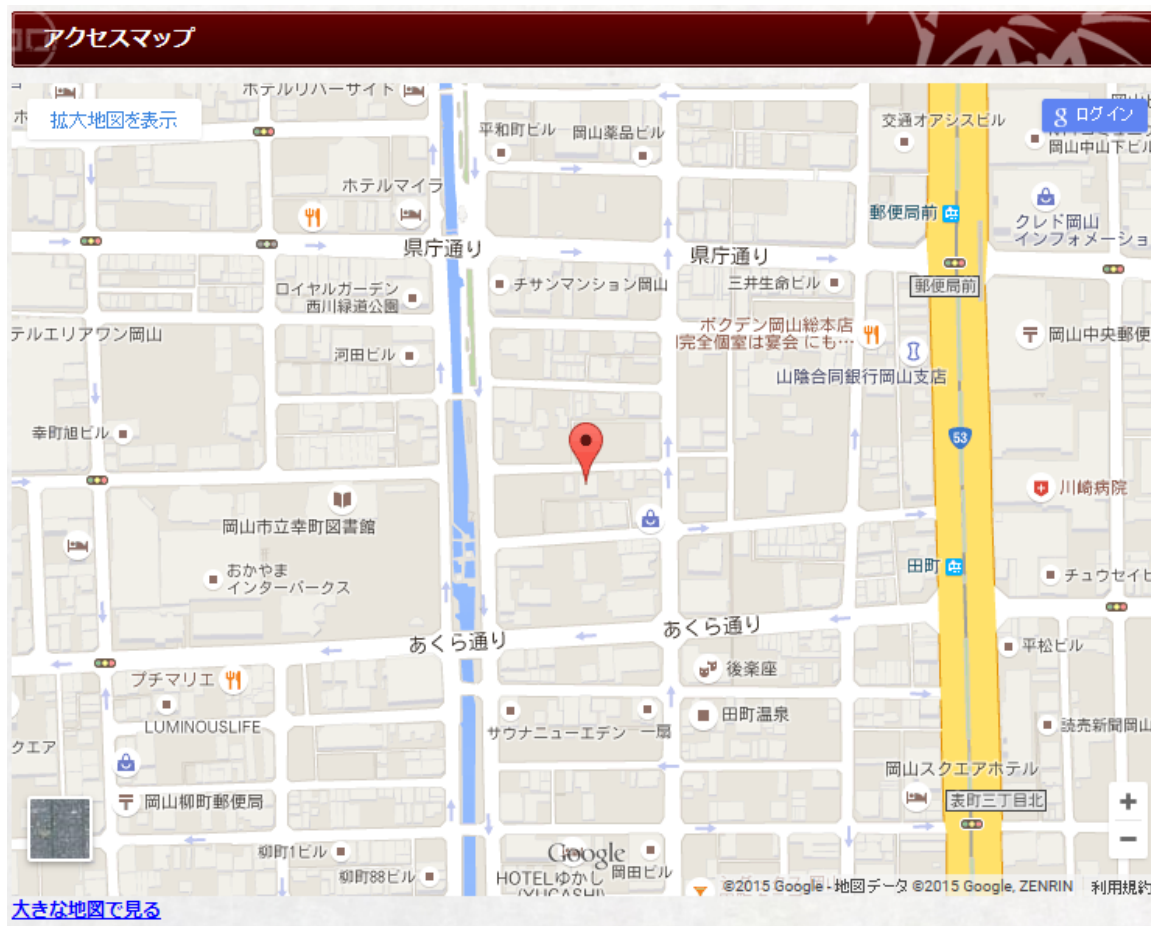 アクセスマップ
ホテルリバーサイト
拡大地図を表示
平和町ビル
岡山薬品ビル
交通オアシスビル
ログイン
岡山中山下ビル
ホテルマイラ
郵便局前
クレド岡山
インフォメーショ
県庁通り
県庁通り
ロイヤルガーデン
西川緑道公園
チサンマンション岡山
三井生命ビル
郵便局前
テルエリアワン岡山
河田ビル
ボクデン岡山総本店
完全個室は宴会 にも…
岡山中央郵便
山陰合同銀行岡山支店
幸町旭ビル
53
川崎病院
岡山市立幸町図書館
おかやま
インターパークス
田町
チュウセイビ
あくら通り
あくら通り
平松ビル
プチマリエ
後楽座
LUMINOUSLIFE
サウナニューエデン
一扇
田町温泉
読売新聞岡山
クエア
岡山スクエアホテル
岡山柳町郵便局
表町三丁目北
柳町1ビル
Google
柳町88ビル
HOTELゆかし
(YUGASHI)
岡田ビル
©2015 Google - 地図データ ©2015 Google, ZENRIN
利用規約
大きな地図で見る